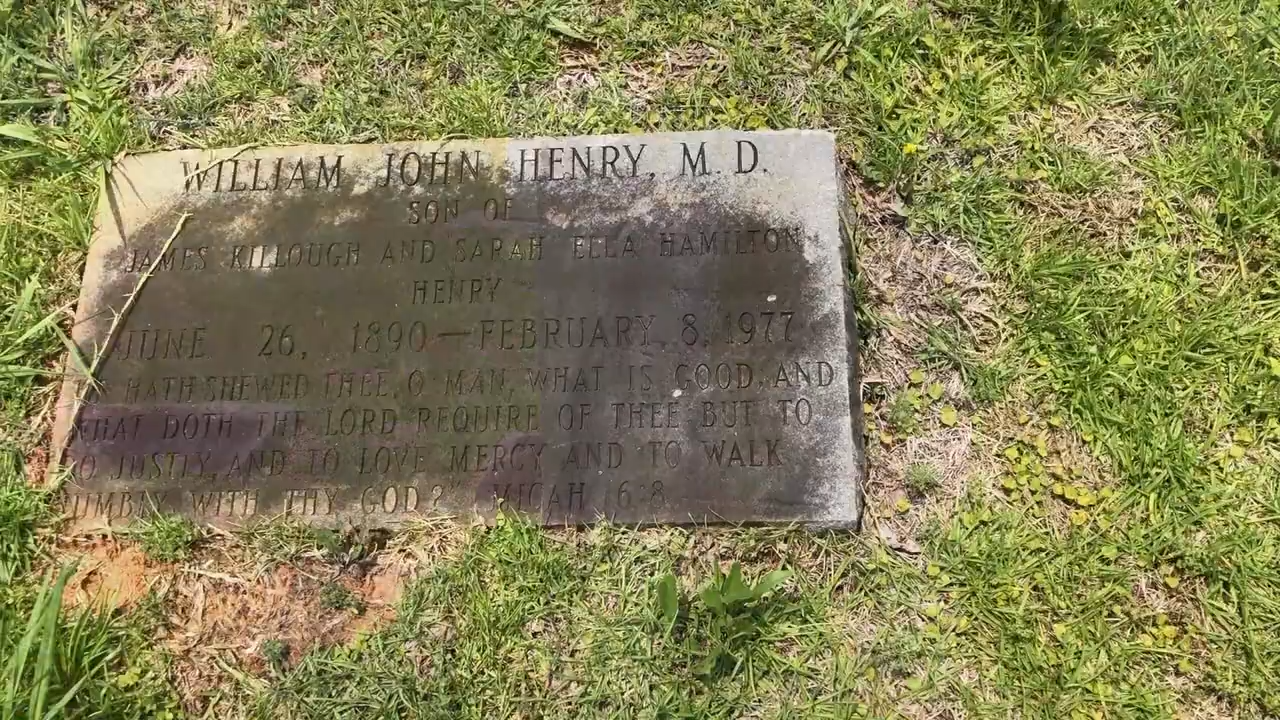 WILLIAM JOHN HENRY, M. D.
SON OF
JAMES KILLOUGH AND SARAH ELLA HAMILTON
HENRY
JUNE 26, 1890 — FEBRUARY 8, 1977
HATH SHEWED THEE, O MAN, WHAT IS GOOD, AND
WHAT DOTH THE LORD REQUIRE OF THEE BUT TO
DO JUSTLY, AND TO LOVE MERCY AND TO WALK
HUMBLY WITH THY GOD?" MICAH 6:8